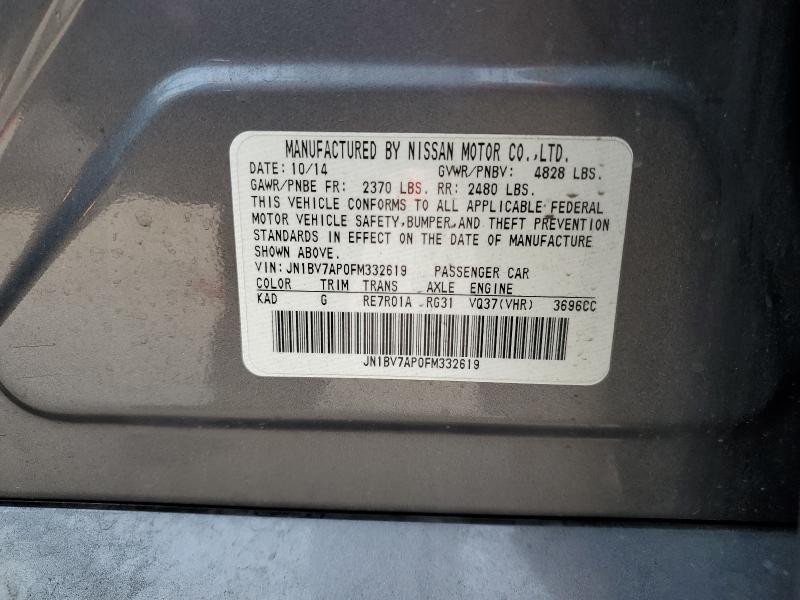 MANUFACTURED BY NISSAN MOTOR CO.,LTD.
DATE: 10/14 GVWR/PNBV: 4828 LBS.
GAWR/PNBE FR: 2370 LBS. RR: 2480 LBS.
THIS VEHICLE CONFORMS TO ALL APPLICABLE FEDERAL
MOTOR VEHICLE SAFETY,BUMPER,AND THEFT PREVENTION
STANDARDS IN EFFECT ON THE DATE OF MANUFACTURE
SHOWN ABOVE.
VIN: JN1BV7AP0FM332619 PASSENGER CAR
COLOR TRIM TRANS AXLE ENGINE
KAD G RE7R01A RG31 VQ37(VHR) 3696CC
JN1BV7AP0FM332619